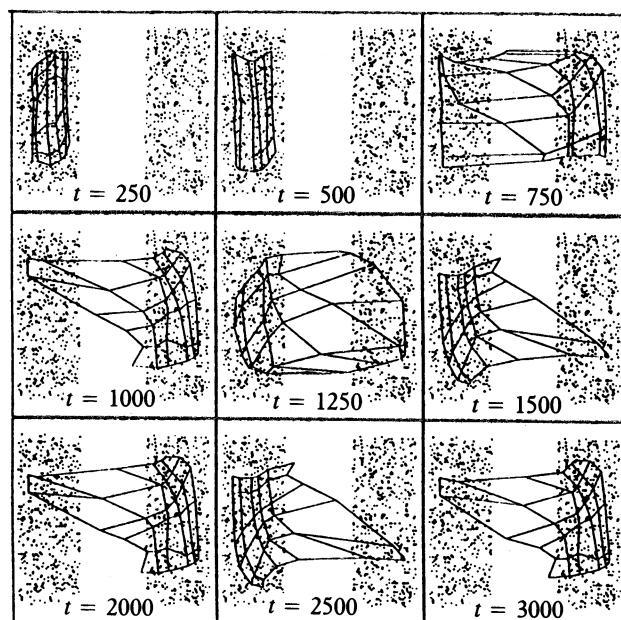 t = 250
t = 500
t = 750
t = 1000
t = 1250
t = 1500
t = 2000
t = 2500
t = 3000